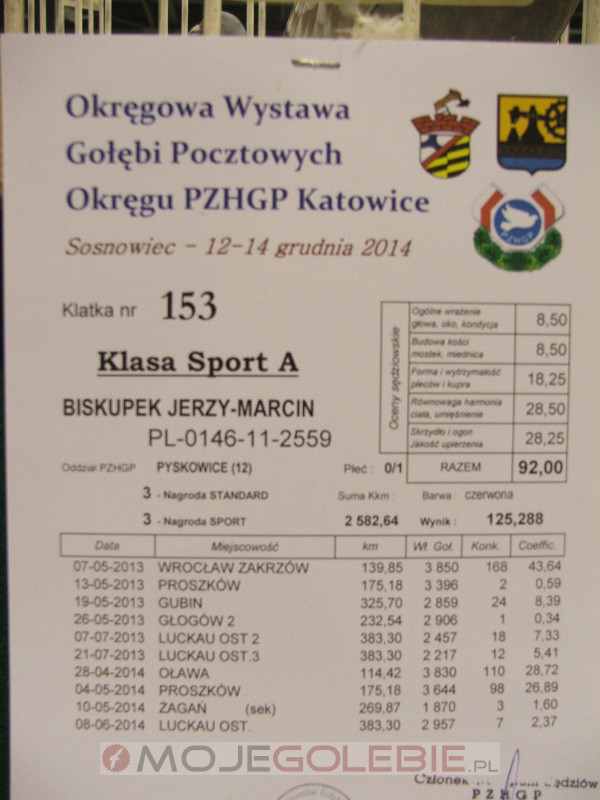 Okręgowa Wystawa
Gołębi Pocztowych
Okręgu PZHGP Katowice
PZHGP
Sosnowiec - 12-14 grudnia 2014
Klatka nr 153
Klasa Sport A
BISKUPEK JERZY-MARCIN
PL-0146-11-2559
Oceny sędziowskie
Ogólne wrażenie głowa, oko, kondycja 8,50
Budowa kości mostek, miednica 8,50
Forma i wytrzymałość pleców i kupra 18,25
Równowaga harmonia ciała, umięśnienie 28,50
Skrzydło i ogon Jakość upierzenia 28,25
Oddział PZHGP PYSKOWICE (12) Płeć : 0/1 RAZEM 92,00
3 - Nagroda STANDARD Suma Kkm : Barwa : czerwona
3 - Nagroda SPORT 2 582,64 Wynik : 125,288
Data Miejscowość km Wł. Goł. Konk. Coeffic.
07-05-2013 WROCŁAW ZAKRZÓW 139,85 3 850 168 43,64
13-05-2013 PROSZKÓW 175,18 3 396 2 0,59
19-05-2013 GUBIN 325,70 2 859 24 8,39
26-05-2013 GŁOGÓW 2 232,54 2 906 1 0,34
07-07-2013 LUCKAU OST 2 383,30 2 457 18 7,33
21-07-2013 LUCKAU OST.3 383,30 2 217 12 5,41
28-04-2014 OŁAWA 114,42 3 830 110 28,72
04-05-2014 PROSZKÓW 175,18 3 644 98 26,89
10-05-2014 ŻAGAŃ (sek) 269,87 1 870 3 1,60
08-06-2014 LUCKAU OST. 383,30 2 957 7 2,37
MOJEGOLEBIE.PL
Członek
PZHGP